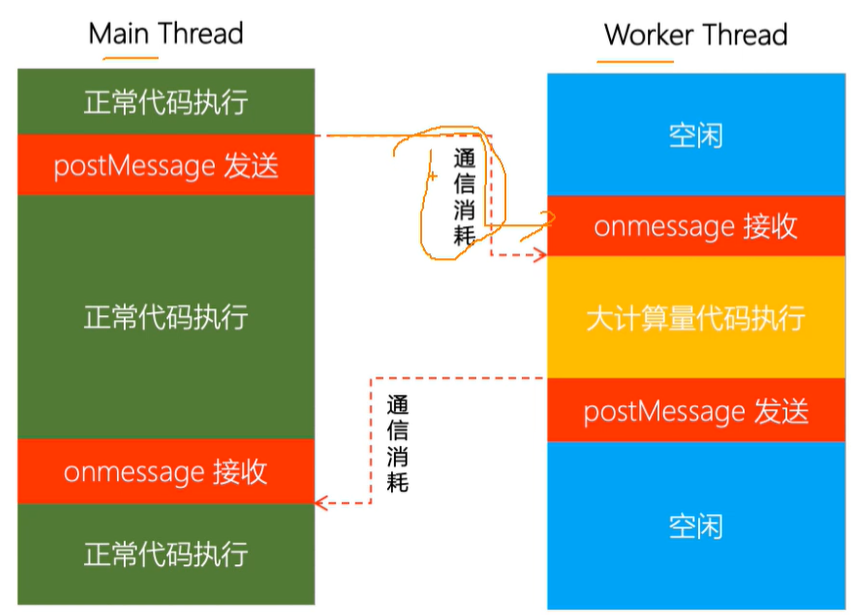 Main Thread
正常代码执行
postMessage 发送
正常代码执行
onmessage 接收
正常代码执行
通信消耗
通信消耗
Worker Thread
空闲
onmessage 接收
大计算量代码执行
postMessage 发送
空闲